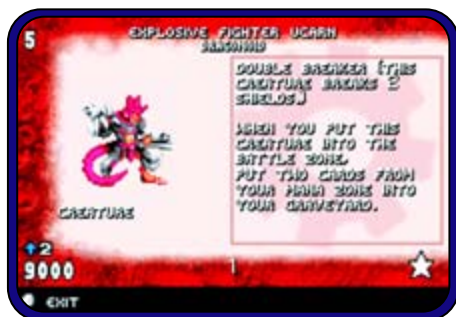 5
EXPLOSIVE FIGHTER UCARN
DRAGONOID
DOUBLE BREAKER (THIS
CREATURE BREAKS 2
SHIELDS.)
WHEN YOU PUT THIS
CREATURE INTO THE
BATTLE ZONE,
PUT TWO CARDS FROM
YOUR MANA ZONE INTO
YOUR GRAVEYARD.
CREATURE
2
9000
1
EXIT